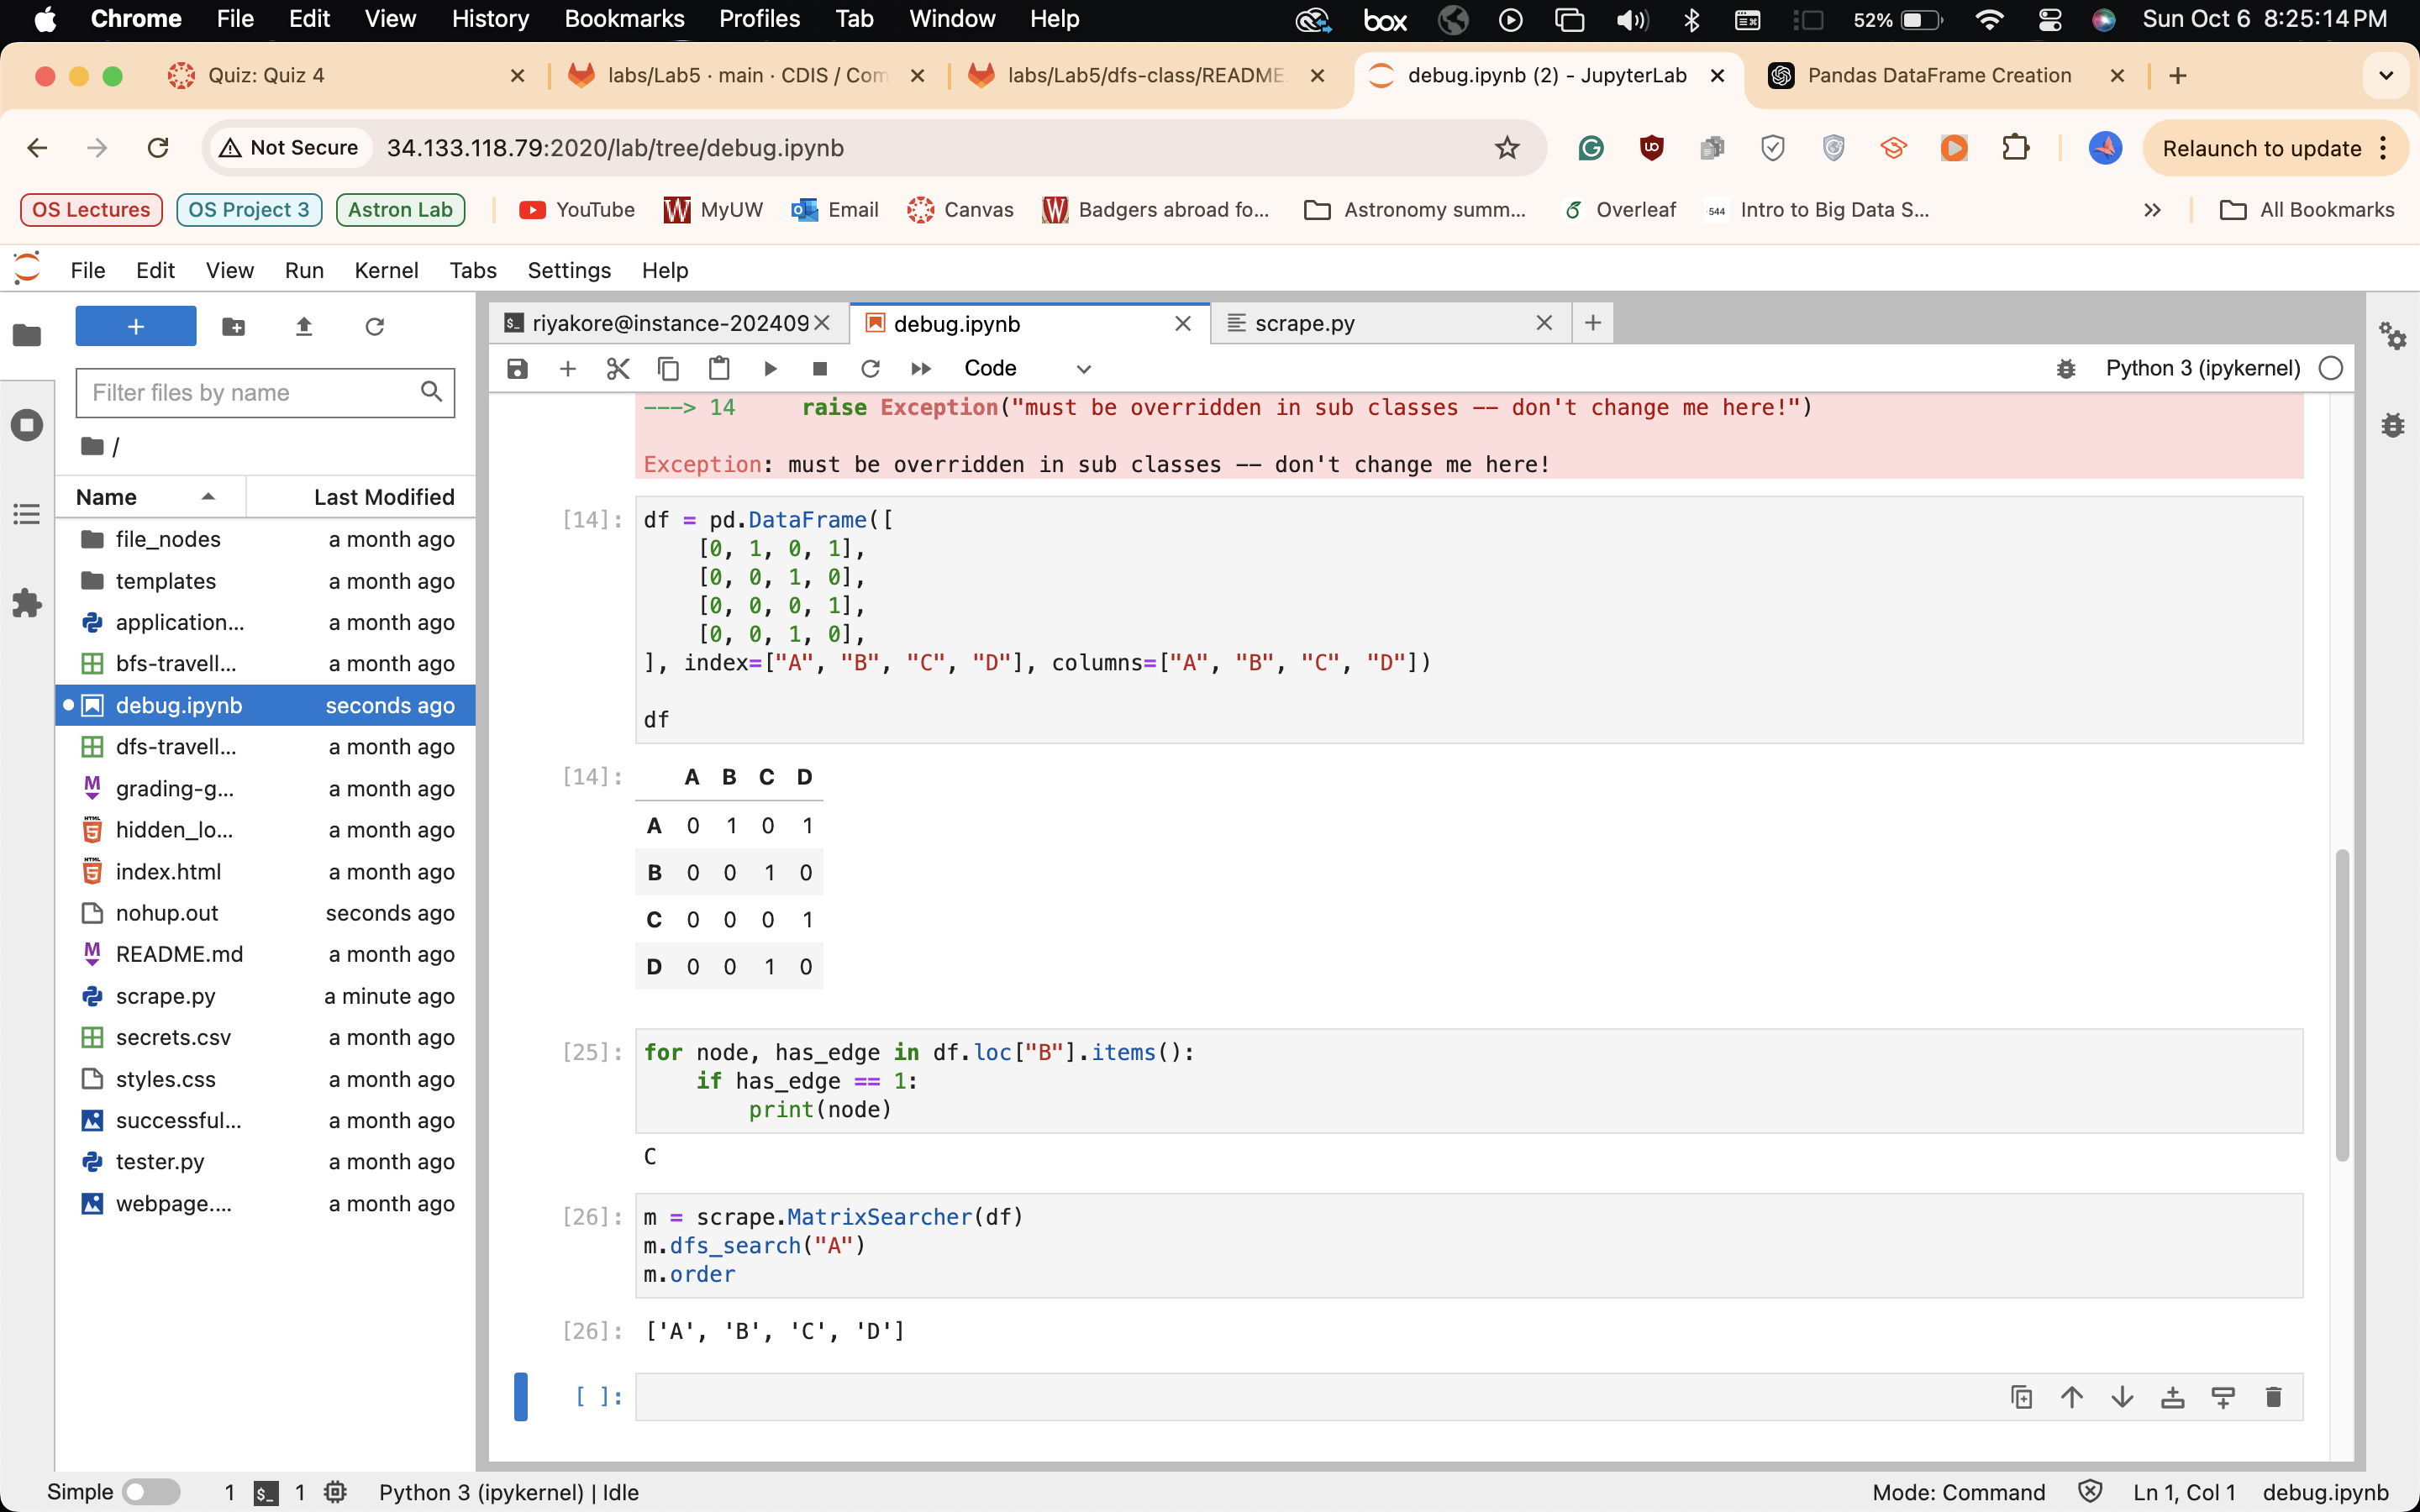 Chrome File Edit View History Bookmarks Profiles Tab Window Help box 52% Sun Oct 6 8:25:14 PM
Quiz: Quiz 4 labs/Lab5 · main · CDIS / Com labs/Lab5/dfs-class/README debug.ipynb (2) - JupyterLab Pandas DataFrame Creation
Not Secure 34.133.118.79:2020/lab/tree/debug.ipynb Relaunch to update
OS Lectures OS Project 3 Astron Lab YouTube MyUW Email Canvas Badgers abroad fo... Astronomy summ... Overleaf 544 Intro to Big Data S... All Bookmarks
File Edit View Run Kernel Tabs Settings Help
riyakore@instance-202409 debug.ipynb scrape.py
Code Python 3 (ipykernel)
Filter files by name
/
Name Last Modified
file_nodes a month ago
templates a month ago
application... a month ago
bfs-travell... a month ago
debug.ipynb seconds ago
dfs-travell... a month ago
grading-g... a month ago
hidden_lo... a month ago
index.html a month ago
nohup.out seconds ago
README.md a month ago
scrape.py a minute ago
secrets.csv a month ago
styles.css a month ago
successful... a month ago
tester.py a month ago
webpage.... a month ago
---> 14     raise Exception("must be overridden in sub classes -- don't change me here!")
Exception: must be overridden in sub classes -- don't change me here!
[14]: df = pd.DataFrame([
[0, 1, 0, 1],
[0, 0, 1, 0],
[0, 0, 0, 1],
[0, 0, 1, 0],
], index=["A", "B", "C", "D"], columns=["A", "B", "C", "D"])
df
[14]: A B C D
A 0 1 0 1
B 0 0 1 0
C 0 0 0 1
D 0 0 1 0
[25]: for node, has_edge in df.loc["B"].items():
if has_edge == 1:
print(node)
C
[26]: m = scrape.MatrixSearcher(df)
m.dfs_search("A")
m.order
[26]: ['A', 'B', 'C', 'D']
[ ]:
Simple 1 $_ 1 Python 3 (ipykernel) | Idle Mode: Command Ln 1, Col 1 debug.ipynb